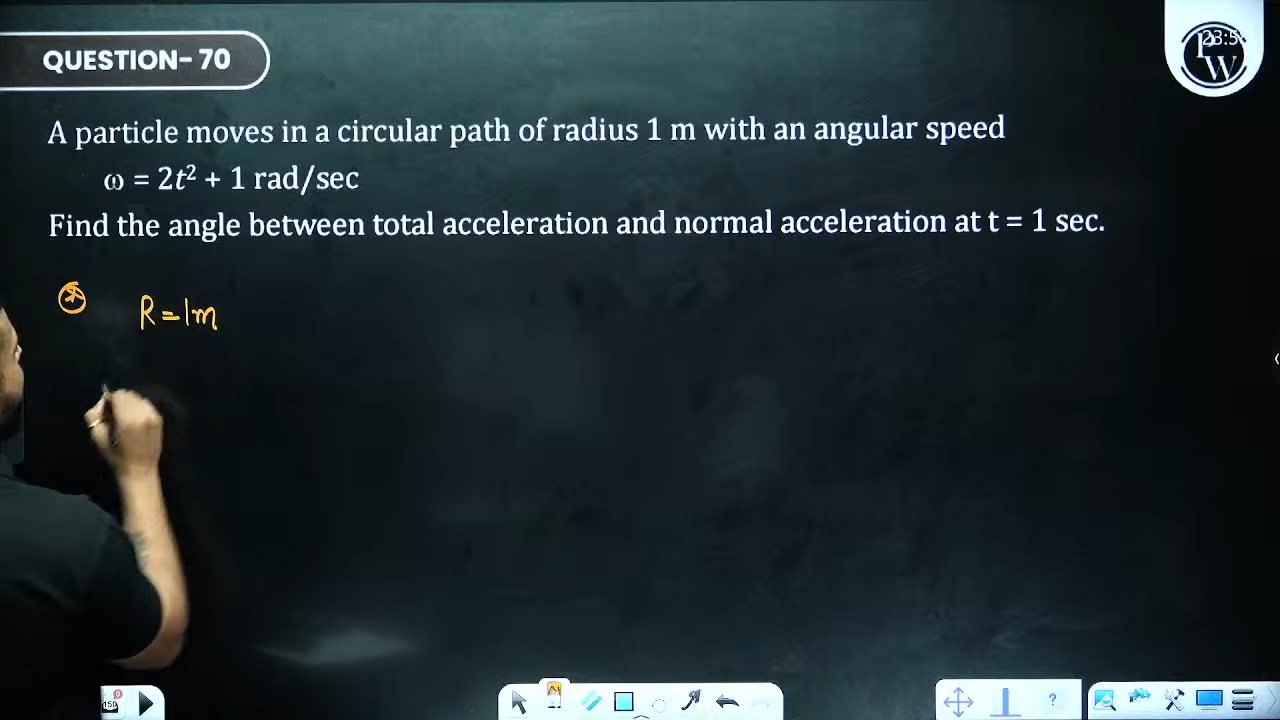 QUESTION- 70
A particle moves in a circular path of radius 1 m with an angular speed
ω = 2t² + 1 rad/sec
Find the angle between total acceleration and normal acceleration at t = 1 sec.
R=1m
PW
?